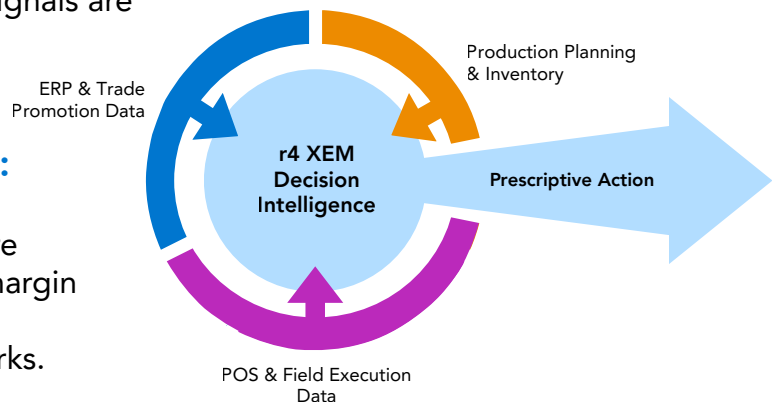 gnals are
:
e
margin
rks.
ERP & Trade
Promotion Data
Production Planning
& Inventory
r4 XEM
Decision
Intelligence
Prescriptive Action
POS & Field Execution
Data